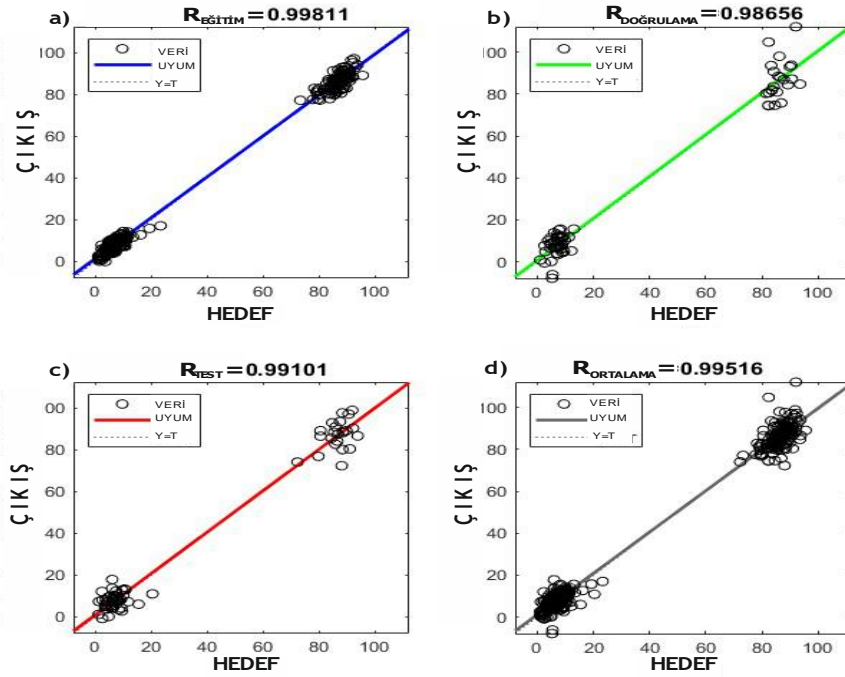 a) R_EĞİTİM = 0.99811
VERİ
UYUM
Y=T
00
80
60
40
20
0
ÇIKIŞ
0 20 40 60 80 100
HEDEF
b) R_DOĞRULAMA = 0.98656
VERİ
UYUM
Y=T
100
80
60
40
20
0
ÇIKIŞ
0 20 40 60 80 100
HEDEF
c) R_TEST = 0.99101
VERİ
UYUM
Y=T
00
80
60
40
20
0
ÇIKIŞ
0 20 40 60 80 100
HEDEF
d) R_ORTALAMA = 0.99516
VERİ
UYUM
Y=T
100
80
60
40
20
0
ÇIKIŞ
0 20 40 60 80 100
HEDEF